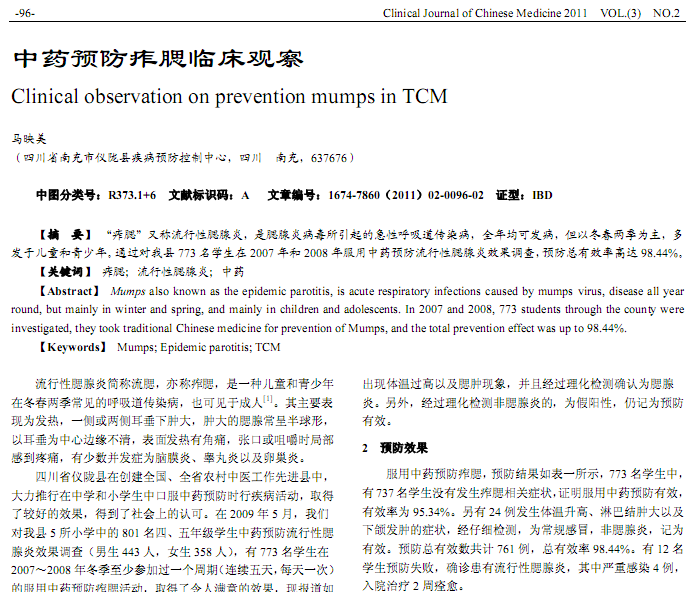 -96-
Clinical Journal of Chinese Medicine 2011 VOL.(3) NO.2
中药预防痄腮临床观察
Clinical observation on prevention mumps in TCM
马映美
（四川省南充市仪陇县疾病预防控制中心，四川 南充，637676）
中图分类号：R373.1+6 文献标识码：A 文章编号：1674-7860（2011）02-0096-02 证型：IBD
【摘 要】 “痄腮”又称流行性腮腺炎，是腮腺炎病毒所引起的急性呼吸道传染病，全年均可发病，但以冬春两季为主，多
发于儿童和青少年。通过对我县 773 名学生在 2007 年和 2008 年服用中药预防流行性腮腺炎效果调查，预防总有效率高达 98.44%。
【关键词】 痄腮；流行性腮腺炎；中药
【Abstract】 Mumps also known as the epidemic parotitis, is acute respiratory infections caused by mumps virus, disease all year
round, but mainly in winter and spring, and mainly in children and adolescents. In 2007 and 2008, 773 students through the county were
investigated, they took traditional Chinese medicine for prevention of Mumps, and the total prevention effect was up to 98.44%.
【Keywords】 Mumps; Epidemic parotitis; TCM
流行性腮腺炎简称流腮，亦称痄腮，是一种儿童和青少年
在冬春两季常见的呼吸道传染病，也可见于成人[1]。其主要表
现为发热，一侧或两侧耳垂下肿大，肿大的腮腺常呈半球形，
以耳垂为中心边缘不清，表面发热有角痛，张口或咀嚼时局部
感到疼痛，有少数并发症为脑膜炎、睾丸炎以及卵巢炎。
四川省仪陇县在创建全国、全省农村中医工作先进县中，
大力推行在中学和小学生中口服中药预防时行疾病活动，取得
了较好的效果，得到了社会上的认可。在 2009 年 5 月，我们
对我县 5 所小学中的 801 名四、五年级学生中药预防流行性腮
腺炎效果调查（男生 443 人，女生 358 人），有 773 名学生在
2007～2008 年冬季至少参加过一个周期（连续五天，每天一次）
的服用中药预防痄腮活动，取得了令人满意的效果，现报道如
出现体温过高以及腮肿现象，并且经过理化检测确认为腮腺
炎。另外，经过理化检测非腮腺炎的，为假阳性，仍记为预防
有效。
2 预防效果
服用中药预防痄腮，预防结果如表一所示，773 名学生中，
有 737 名学生没有发生痄腮相关症状，证明服用中药预防有效，
有效率为 95.34%。另有 24 例发生体温升高、淋巴结肿大以及
下颌发肿的症状，经仔细检测，为常规感冒，非腮腺炎，记为
有效。预防总有效数共计 761 例，总有效率 98.44%。有 12 名
学生预防失败，确诊患有流行性腮腺炎，其中严重感染 4 例，
入院治疗 2 周痊愈。